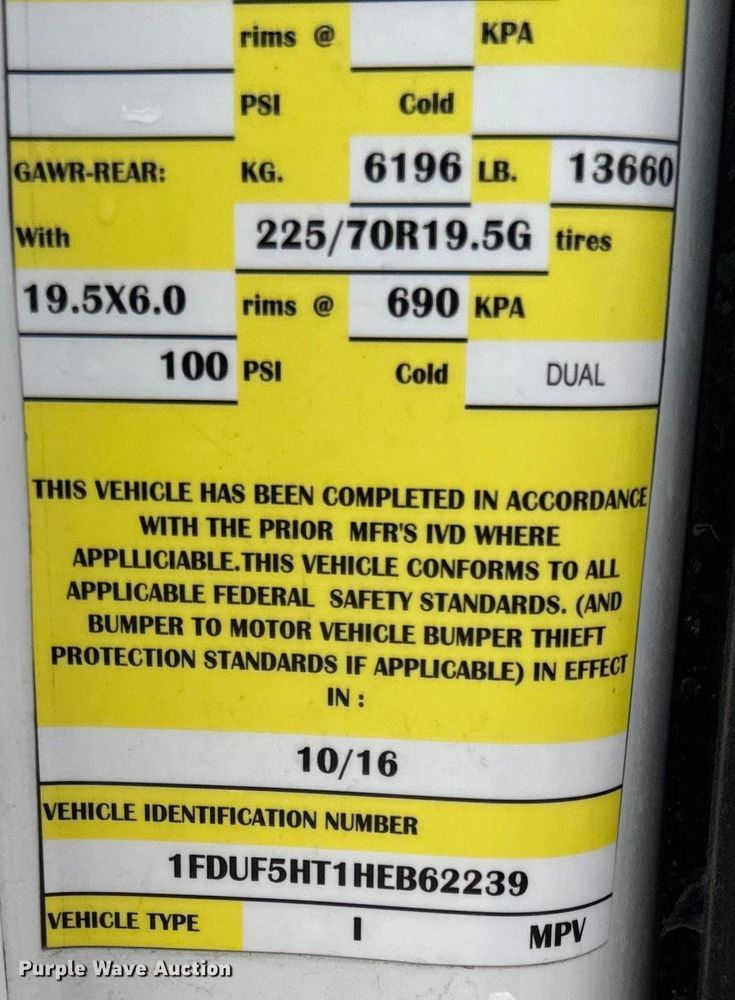 rims @ KPA
PSI Cold
GAWR-REAR: KG. 6196 LB. 13660
With 225/70R19.5G tires
19.5X6.0 rims @ 690 KPA
100 PSI Cold DUAL
THIS VEHICLE HAS BEEN COMPLETED IN ACCORDANCE
WITH THE PRIOR MFR'S IVD WHERE
APPLLICIABLE.THIS VEHICLE CONFORMS TO ALL
APPLICABLE FEDERAL SAFETY STANDARDS. (AND
BUMPER TO MOTOR VEHICLE BUMPER THIEFT
PROTECTION STANDARDS IF APPLICABLE) IN EFFECT
IN :
10/16
VEHICLE IDENTIFICATION NUMBER
1FDUF5HT1HEB62239
VEHICLE TYPE I MPV
Purple Wave Auction